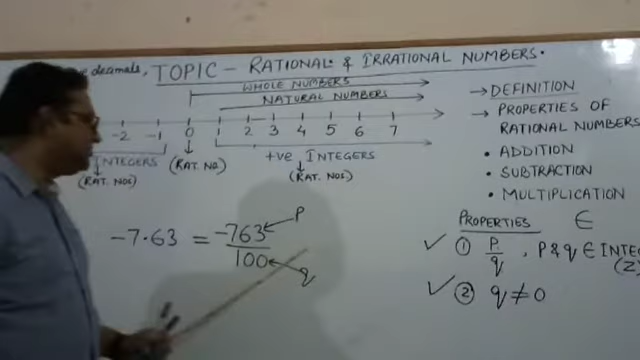 decimals, TOPIC - RATIONAL & IRRATIONAL NUMBERS.
WHOLE NUMBERS
NATURAL NUMBERS
-2 -1 0 1 2 3 4 5 6 7
INTEGERS
(RAT. NOS)
(RAT. NO.)
+ve INTEGERS
(RAT. NOS)
→ DEFINITION
→ PROPERTIES OF
RATIONAL NUMBERS
• ADDITION
• SUBTRACTION
• MULTIPLICATION
-7.63 = -763/100
P
q
PROPERTIES ∈
✓ ① P/q, P & q ∈ INTE
(Z)
✓ ② q ≠ 0